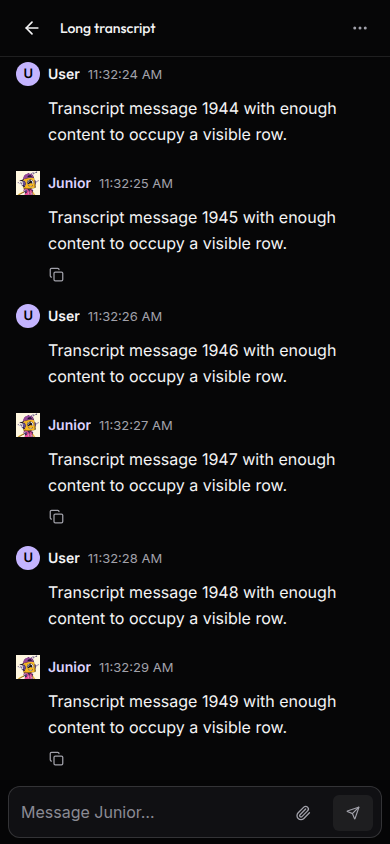 Long transcript
U User 11:32:24 AM
Transcript message 1944 with enough
content to occupy a visible row.
Junior 11:32:25 AM
Transcript message 1945 with enough
content to occupy a visible row.
U User 11:32:26 AM
Transcript message 1946 with enough
content to occupy a visible row.
Junior 11:32:27 AM
Transcript message 1947 with enough
content to occupy a visible row.
U User 11:32:28 AM
Transcript message 1948 with enough
content to occupy a visible row.
Junior 11:32:29 AM
Transcript message 1949 with enough
content to occupy a visible row.
Message Junior...